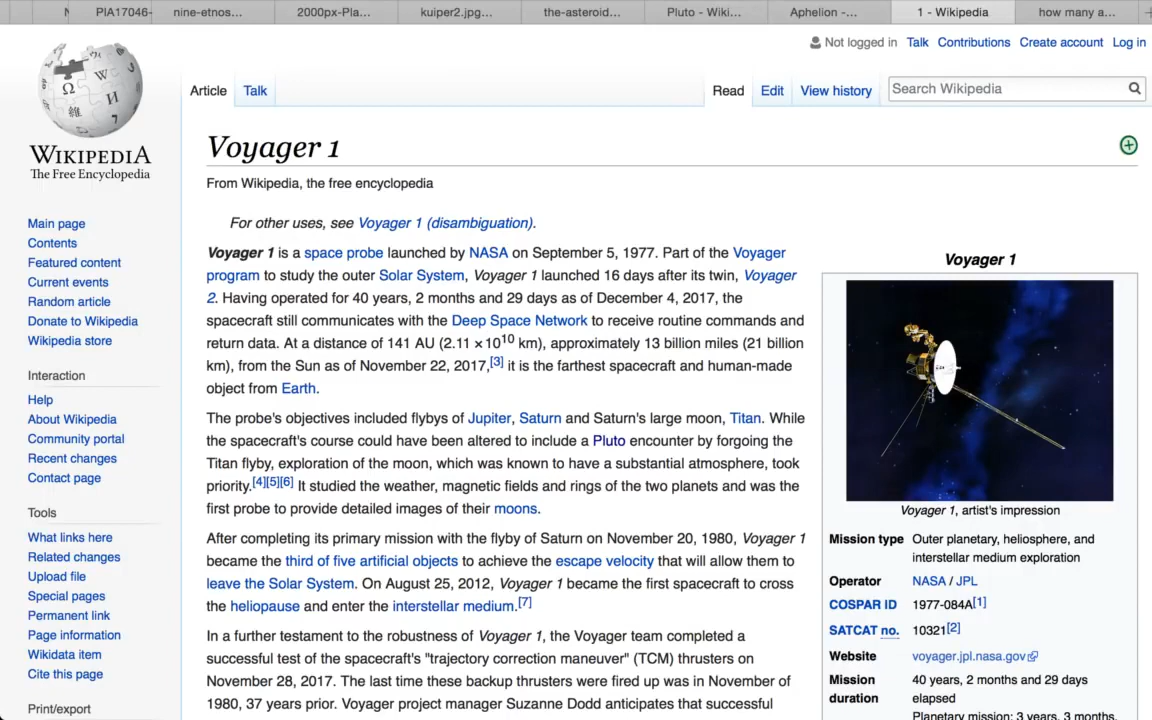 PIA17046-
nine-etnos...
2000px-Pla...
kuiper2.jpg...
the-asteroid...
Pluto - Wiki...
Aphelion -...
1 - Wikipedia
how many a...
Not logged in Talk Contributions Create account Log in
Article Talk
Read Edit View history
Search Wikipedia
WIKIPEDIA
The Free Encyclopedia
Main page
Contents
Featured content
Current events
Random article
Donate to Wikipedia
Wikipedia store
Interaction
Help
About Wikipedia
Community portal
Recent changes
Contact page
Tools
What links here
Related changes
Upload file
Special pages
Permanent link
Page information
Wikidata item
Cite this page
Print/export
Voyager 1
From Wikipedia, the free encyclopedia
For other uses, see Voyager 1 (disambiguation).
Voyager 1 is a space probe launched by NASA on September 5, 1977. Part of the Voyager
program to study the outer Solar System, Voyager 1 launched 16 days after its twin, Voyager
2. Having operated for 40 years, 2 months and 29 days as of December 4, 2017, the
spacecraft still communicates with the Deep Space Network to receive routine commands and
return data. At a distance of 141 AU (2.11 ×10¹⁰ km), approximately 13 billion miles (21 billion
km), from the Sun as of November 22, 2017,[3] it is the farthest spacecraft and human-made
object from Earth.
The probe's objectives included flybys of Jupiter, Saturn and Saturn's large moon, Titan. While
the spacecraft's course could have been altered to include a Pluto encounter by forgoing the
Titan flyby, exploration of the moon, which was known to have a substantial atmosphere, took
priority.[4][5][6] It studied the weather, magnetic fields and rings of the two planets and was the
first probe to provide detailed images of their moons.
After completing its primary mission with the flyby of Saturn on November 20, 1980, Voyager 1
became the third of five artificial objects to achieve the escape velocity that will allow them to
leave the Solar System. On August 25, 2012, Voyager 1 became the first spacecraft to cross
the heliopause and enter the interstellar medium.[7]
In a further testament to the robustness of Voyager 1, the Voyager team completed a
successful test of the spacecraft's "trajectory correction maneuver" (TCM) thrusters on
November 28, 2017. The last time these backup thrusters were fired up was in November of
1980, 37 years prior. Voyager project manager Suzanne Dodd anticipates that successful
Voyager 1
Voyager 1, artist's impression
Mission type Outer planetary, heliosphere, and
interstellar medium exploration
Operator NASA / JPL
COSPAR ID 1977-084A[1]
SATCAT no. 10321[2]
Website voyager.jpl.nasa.gov
Mission 40 years, 2 months and 29 days
duration elapsed
Planetary mission: 3 years, 3 months,